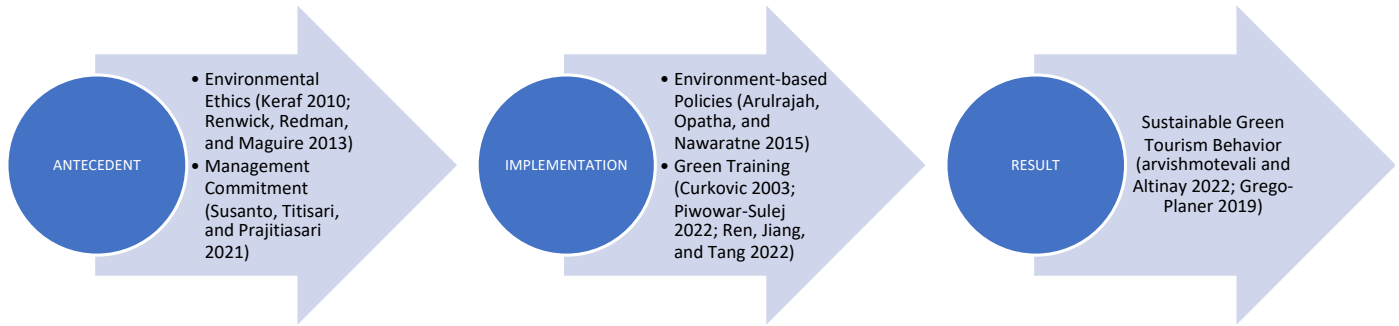 ANTECEDENT
• Environmental
Ethics (Keraf 2010;
Renwick, Redman,
and Maguire 2013)
• Management
Commitment
(Susanto, Titisari,
and Prajitiasari
2021)
IMPLEMENTATION
• Environment-based
Policies (Arulrajah,
Opatha, and
Nawaratne 2015)
• Green Training
(Curkovic 2003;
Piwowar-Sulej
2022; Ren, Jiang,
and Tang 2022)
RESULT
Sustainable Green
Tourism Behavior
(arvishmotevali and
Altinay 2022; Grego-
Planer 2019)